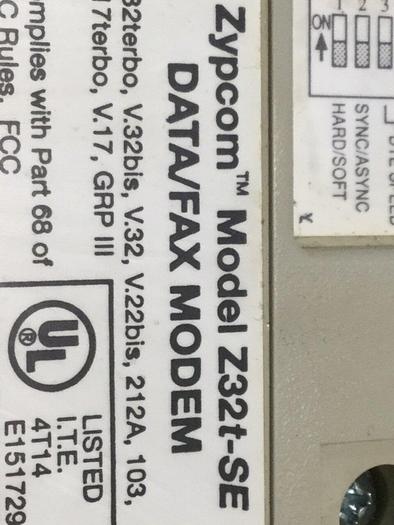 ON
1 2 3
SYNC/ASYNC
HARD/SOFT
Zypcom™ Model Z32t-SE
DATA/FAX MODEM
32terbo, V.32bis, V.32, V.22bis, 212A, 103,
17terbo, V.17, GRP III
mplies with Part 68 of
C Rules. FCC
UL®
LISTED
I.T.E.
4T14
E151729